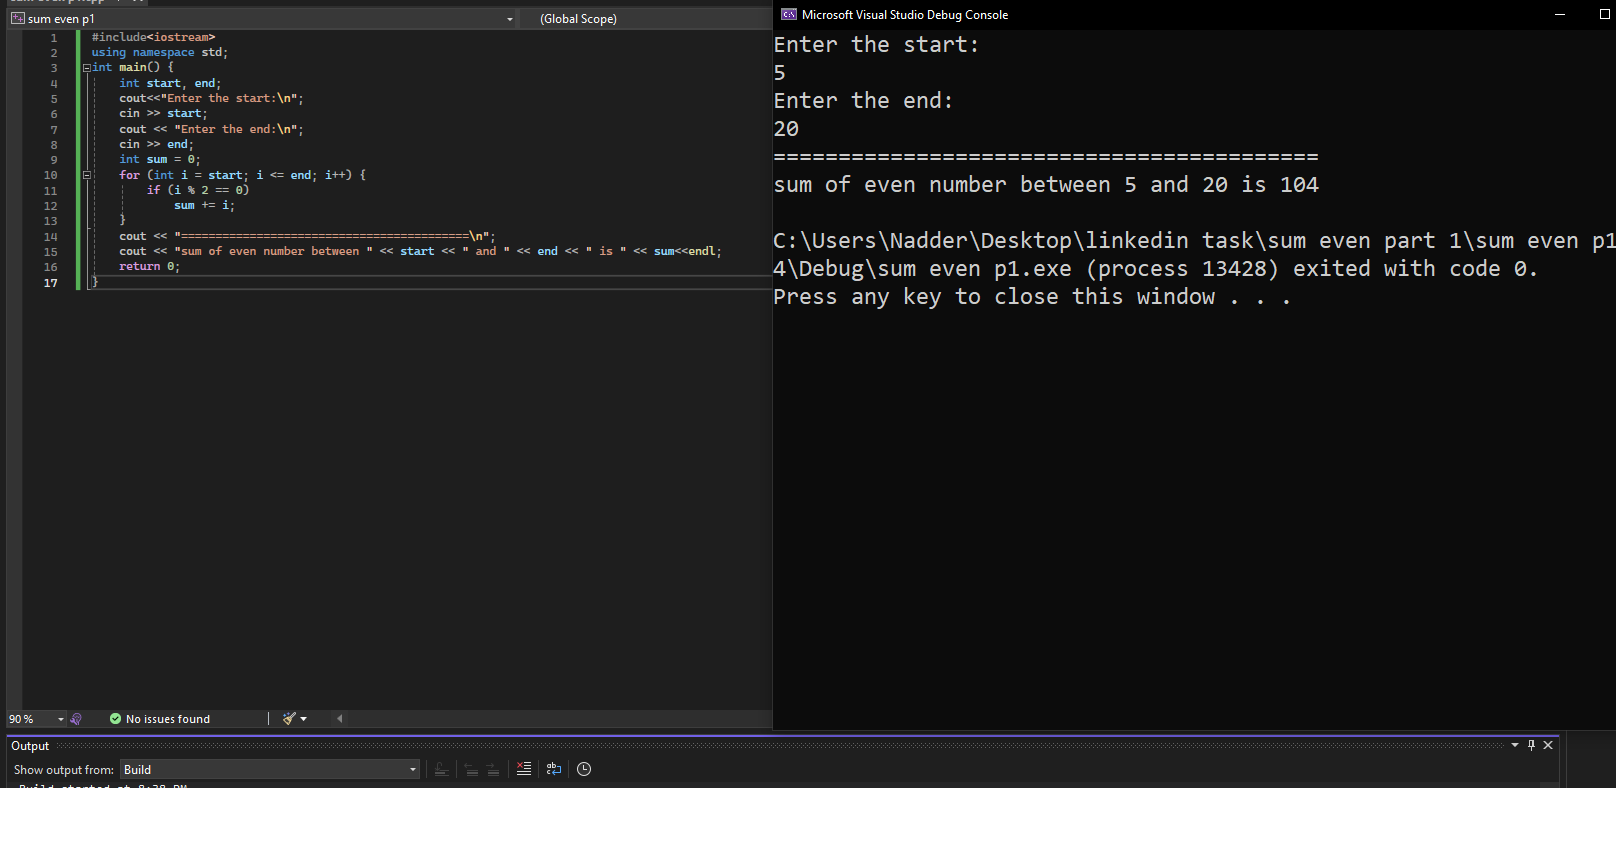 sum even p1
(Global Scope)
1 #include<iostream>
2 using namespace std;
3 int main() {
4 int start, end;
5 cout<<"Enter the start:\n";
6 cin >> start;
7 cout << "Enter the end:\n";
8 cin >> end;
9 int sum = 0;
10 for (int i = start; i <= end; i++) {
11 if (i % 2 == 0)
12 sum += i;
13 }
14 cout << "==========================================\n";
15 cout << "sum of even number between " << start << " and " << end << " is " << sum<<endl;
16 return 0;
17 }
90 %
No issues found
Microsoft Visual Studio Debug Console
Enter the start:
5
Enter the end:
20
==========================================
sum of even number between 5 and 20 is 104
C:\Users\Nadder\Desktop\linkedin task\sum even part 1\sum even p1
4\Debug\sum even p1.exe (process 13428) exited with code 0.
Press any key to close this window . . .
Output
Show output from: Build